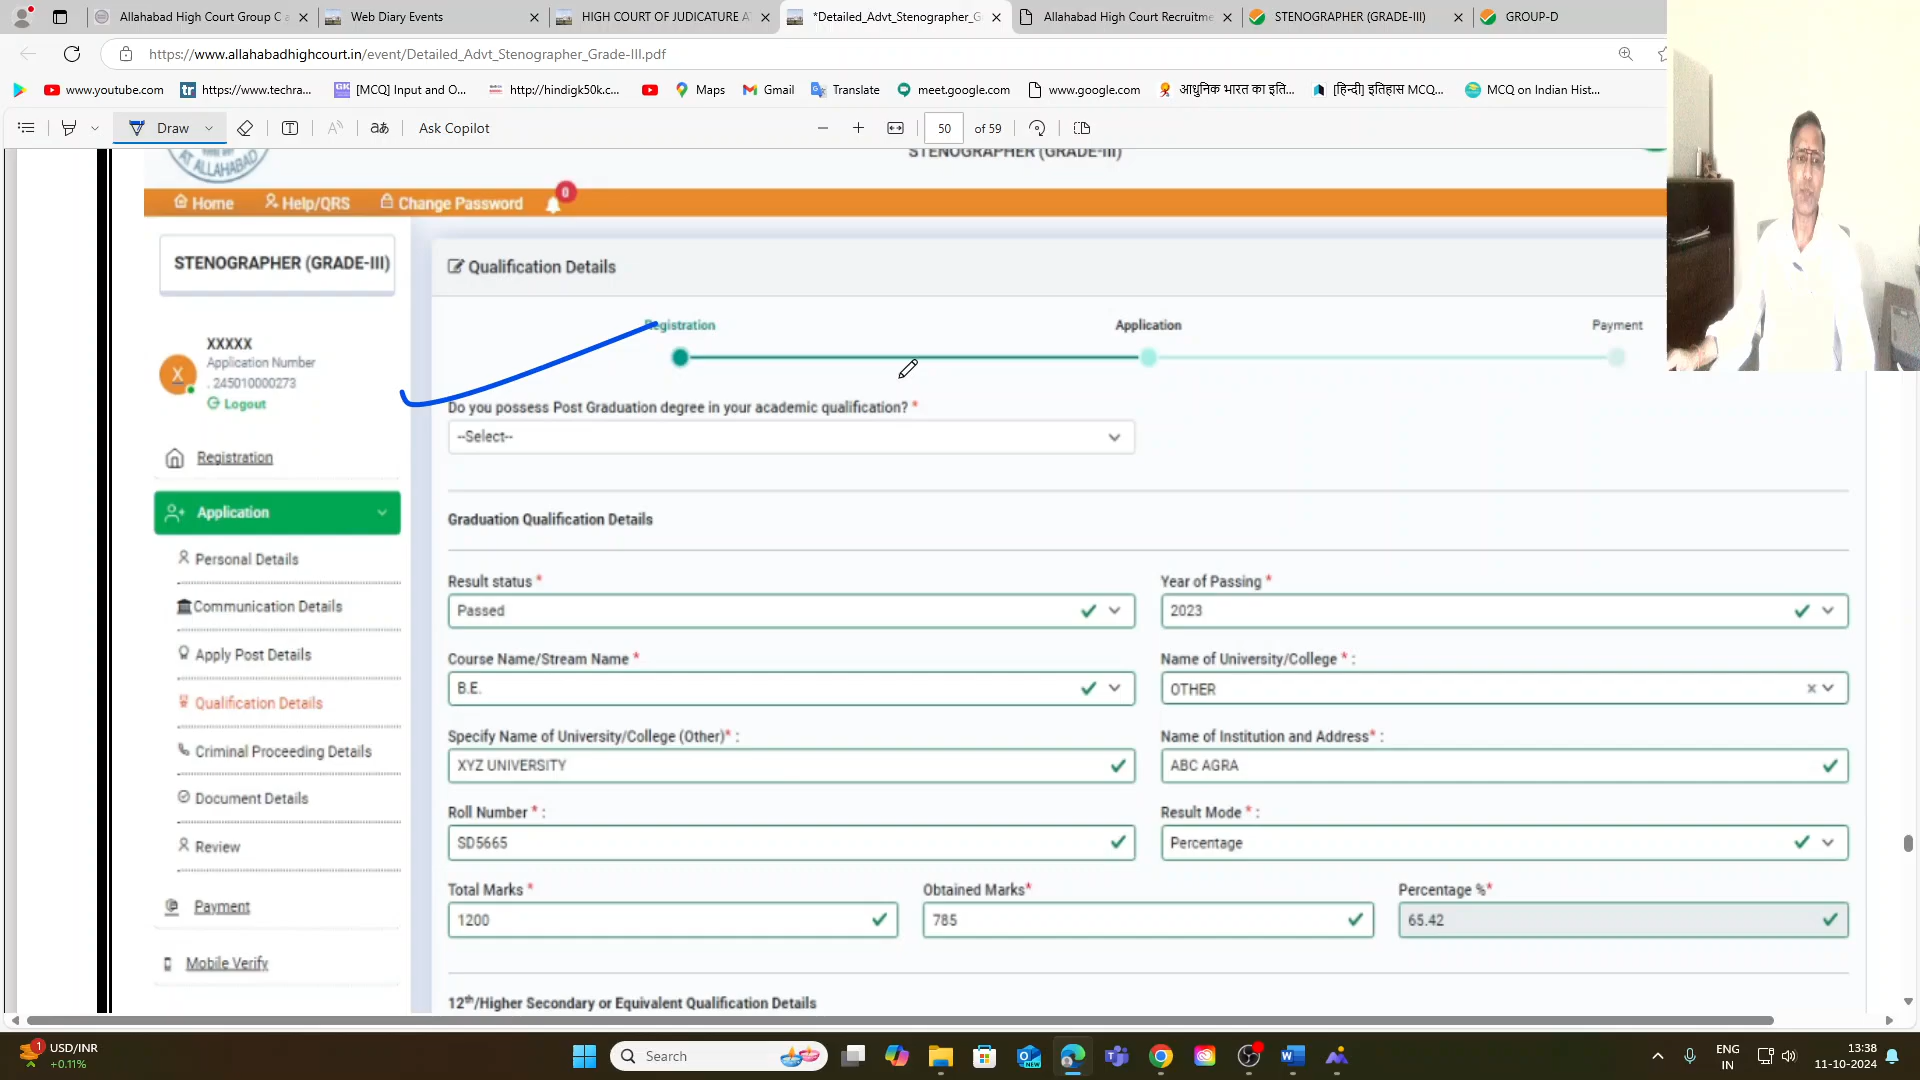 Allahabad High Court Group C a
Web Diary Events
HIGH COURT OF JUDICATURE AT
*Detailed_Advt_Stenographer_G
Allahabad High Court Recruitme
STENOGRAPHER (GRADE-III)
GROUP-D
https://www.allahabadhighcourt.in/event/Detailed_Advt_Stenographer_Grade-III.pdf
www.youtube.com
https://www.techra...
[MCQ] Input and O...
http://hindigk50k.c...
Maps
Gmail
Translate
meet.google.com
www.google.com
आधुनिक भारत का इति...
[हिन्दी] इतिहास MCQ...
MCQ on Indian Hist...
Draw
Ask Copilot
50 of 59
AT ALLAHABAD
STENOGRAPHER (GRADE-III)
Home
Help/QRS
Change Password
0
STENOGRAPHER (GRADE-III)
X
XXXXX
Application Number
. 245010000273
Logout
Registration
Application
Personal Details
Communication Details
Apply Post Details
Qualification Details
Criminal Proceeding Details
Document Details
Review
Payment
Mobile Verify
Qualification Details
Registration
Application
Payment
Do you possess Post Graduation degree in your academic qualification? *
--Select--
Graduation Qualification Details
Result status *
Passed
Year of Passing *
2023
Course Name/Stream Name *
B.E.
Name of University/College * :
OTHER
Specify Name of University/College (Other)* :
XYZ UNIVERSITY
Name of Institution and Address* :
ABC AGRA
Roll Number * :
SD5665
Result Mode * :
Percentage
Total Marks *
1200
Obtained Marks*
785
Percentage %*
65.42
12th/Higher Secondary or Equivalent Qualification Details
1
USD/INR
+0.11%
Search
ENG
IN
13:38
11-10-2024